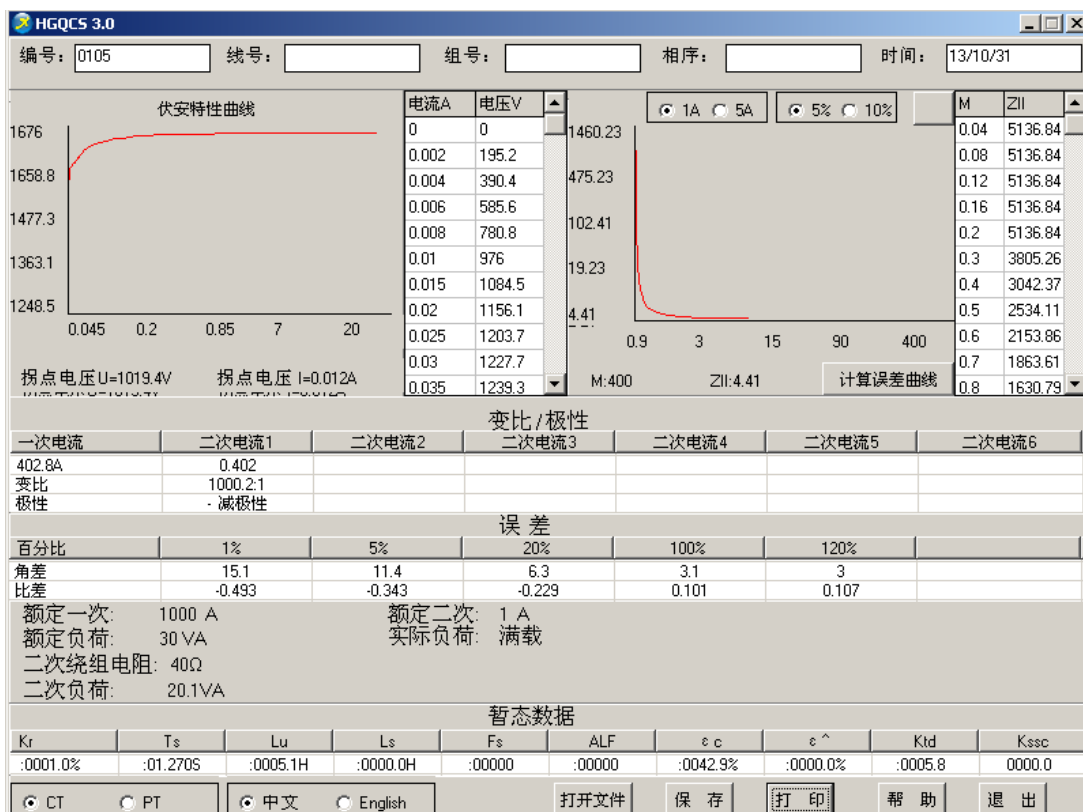 HGQCS 3.0
编号: 0105 线号: 组号: 相序: 时间: 13/10/31
伏安特性曲线
1676
1658.8
1477.3
1363.1
1248.5
0.045 0.2 0.85 7 20
拐点电压U=1019.4V 拐点电压 I=0.012A
电流A 电压V
0 0
0.002 195.2
0.004 390.4
0.006 585.6
0.008 780.8
0.01 976
0.015 1084.5
0.02 1156.1
0.025 1203.7
0.03 1227.7
0.035 1239.3
1A 5A 5% 10%
1460.23
475.23
102.41
19.23
4.41
0.9 3 15 90 400
M:400 ZII:4.41 计算误差曲线
M ZII
0.04 5136.84
0.08 5136.84
0.12 5136.84
0.16 5136.84
0.2 5136.84
0.3 3805.26
0.4 3042.37
0.5 2534.11
0.6 2153.86
0.7 1863.61
0.8 1630.79
变比/极性
一次电流 二次电流1 二次电流2 二次电流3 二次电流4 二次电流5 二次电流6
402.8A 0.402
变比 1000.2:1
极性 - 减极性
误 差
百分比 1% 5% 20% 100% 120%
角差 15.1 11.4 6.3 3.1 3
比差 -0.493 -0.343 -0.229 0.101 0.107
额定一次: 1000 A 额定二次: 1 A
额定负荷: 30 VA 实际负荷: 满载
二次绕组电阻: 40Ω
二次负荷: 20.1VA
暂态数据
Kr Ts Lu Ls Fs ALF ε c ε ^ Ktd Kssc
:0001.0% :01.270S :0005.1H :0000.0H :00000 :00000 :0042.9% :0000.0% :0005.8 0000.0
CT PT 中文 English 打开文件 保 存 打 印 帮 助 退 出